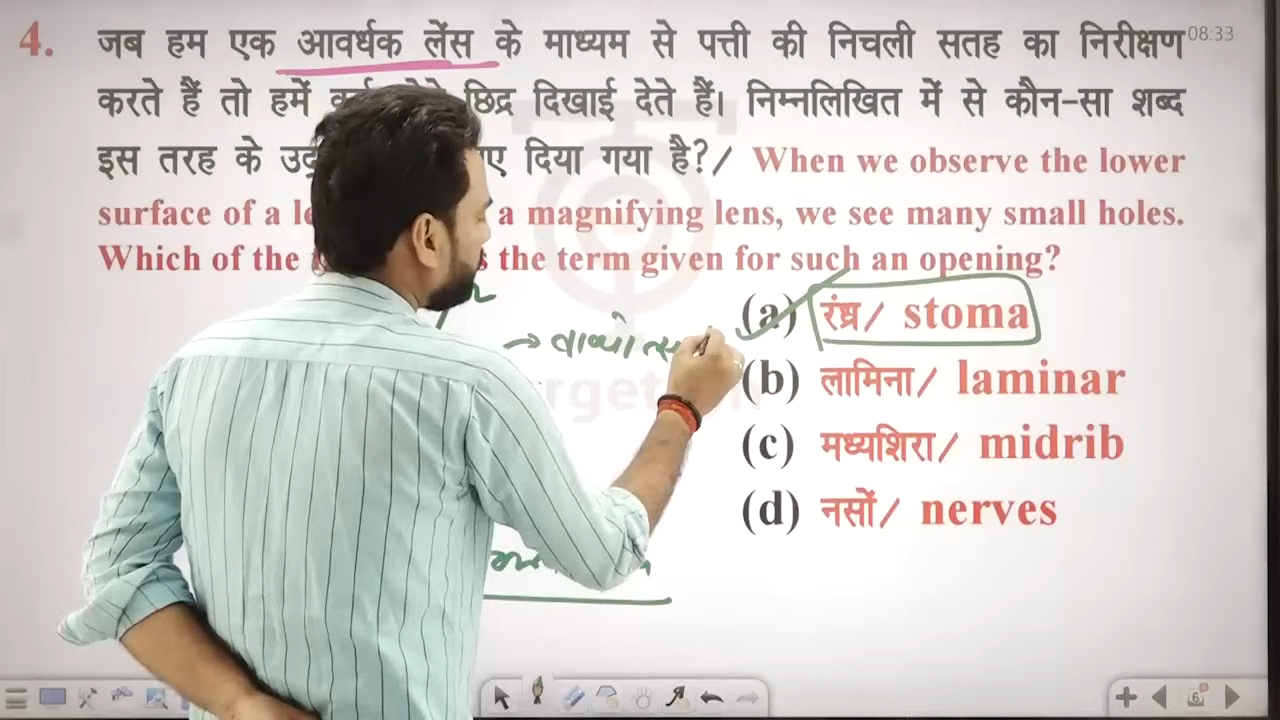 4. जब हम एक आवर्धक लेंस के माध्यम से पत्ती की निचली सतह का निरीक्षण
08:33
करते हैं तो हमें छिद्र दिखाई देते हैं। निम्नलिखित में से कौन-सा शब्द
इस तरह के दिया गया है?/ When we observe the lower
surface of a a magnifying lens, we see many small holes.
Which of the the term given for such an opening?
(a) रंध्र/ stoma
(b) लामिना/ laminar
(c) मध्यशिरा/ midrib
(d) नसों/ nerves